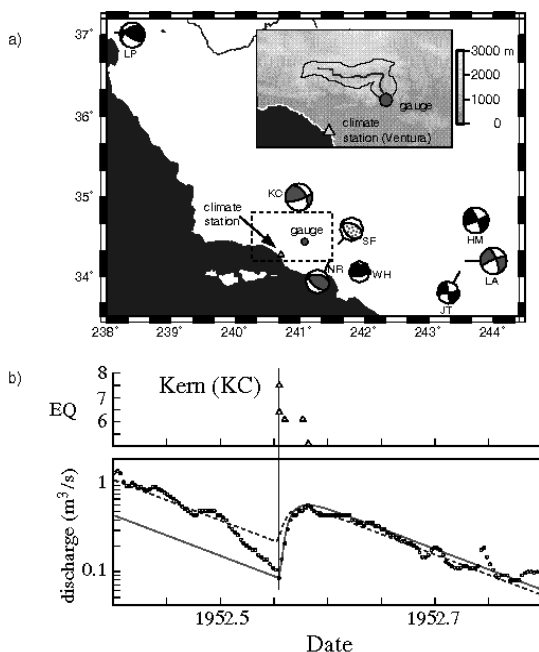 a)
37°
36°
35°
34°
238°
239°
240°
241°
242°
243°
244°
LP
3000 m
2000
1000
0
gauge
climate
station (Ventura)
KC
climate
station
gauge
SF
HM
NR
WH
LA
JT
b)
8
7
6
EQ
Kern (KC)
discharge (m³/s)
1
0.1
1952.5
1952.7
Date